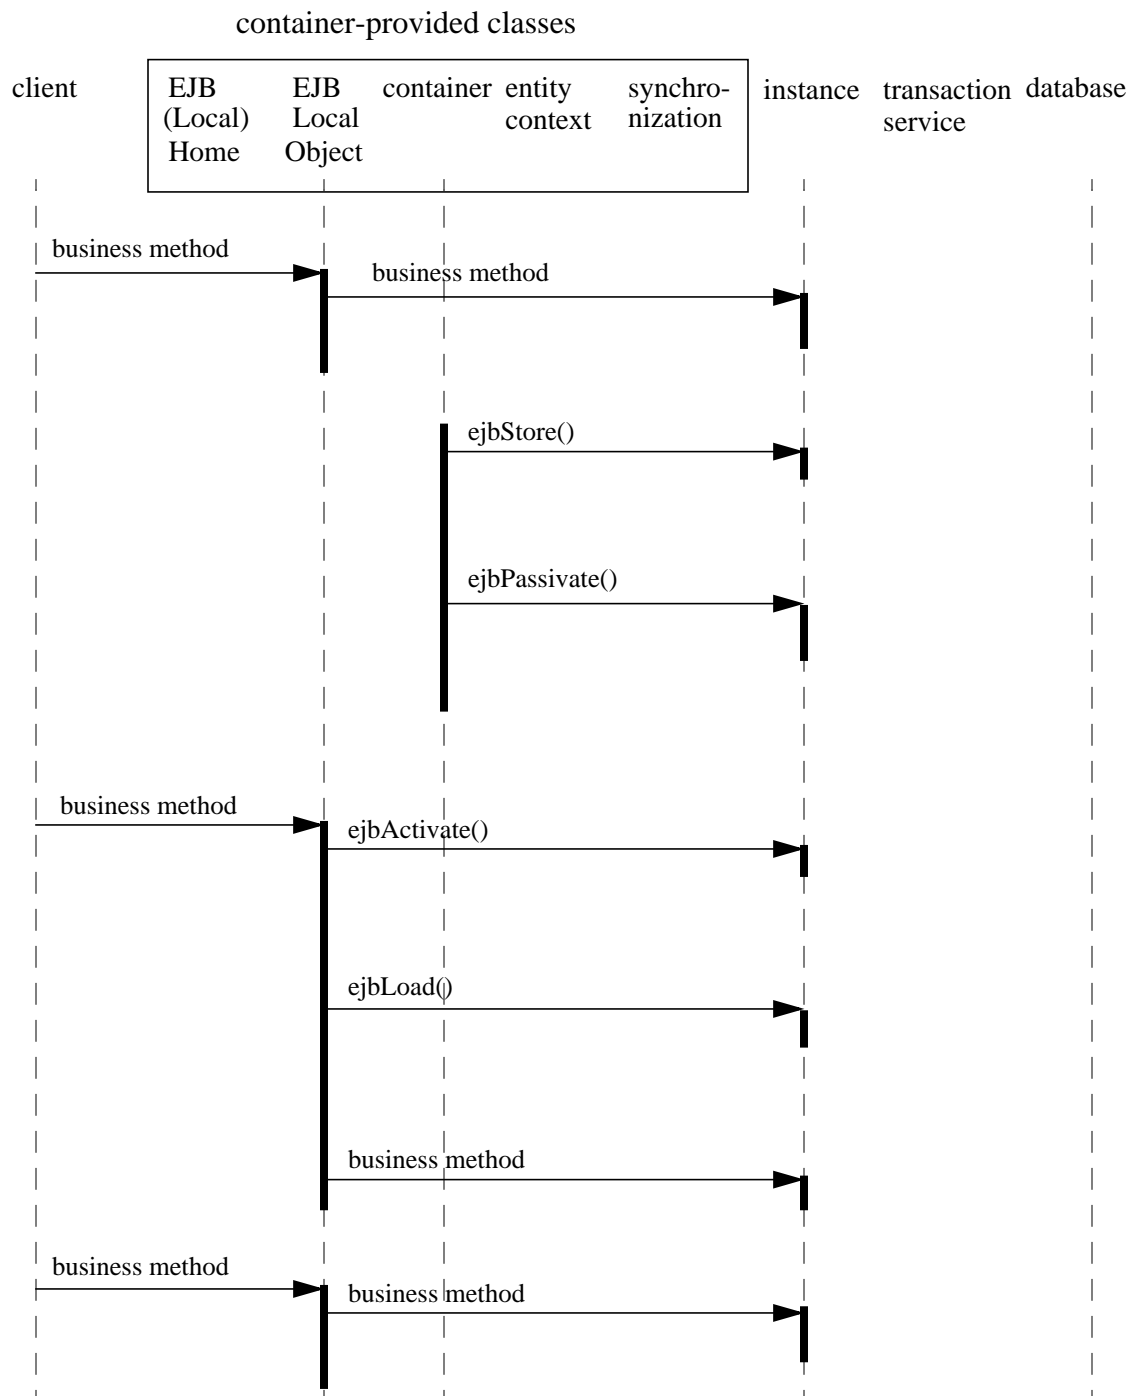 container-provided classes
client
EJB
(Local)
Home
EJB
Local
Object
container
entity
context
synchro-
nization
instance
transaction
service
database
business method
business method
ejbStore()
ejbPassivate()
business method
ejbActivate()
ejbLoad()
business method
business method
business method